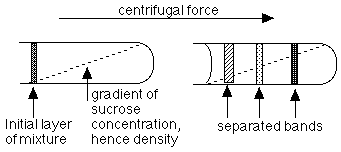 centrifugal force
Initial layer
of mixture
gradient of
sucrose
concentration,
hence density
separated bands